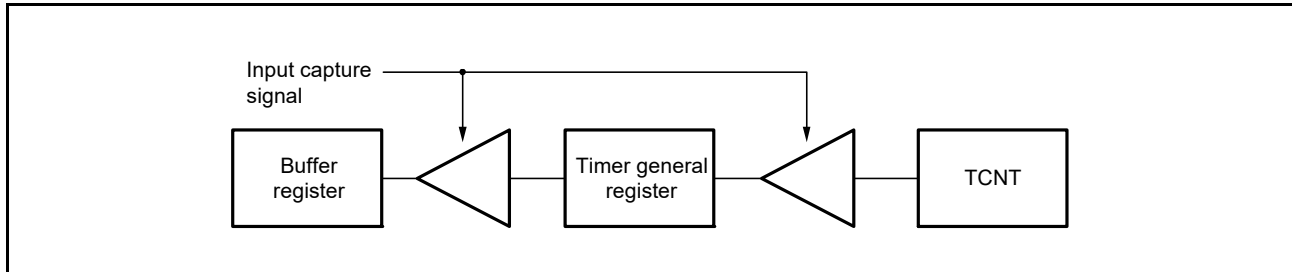 Input capture
signal
Buffer
register
Timer general
register
TCNT